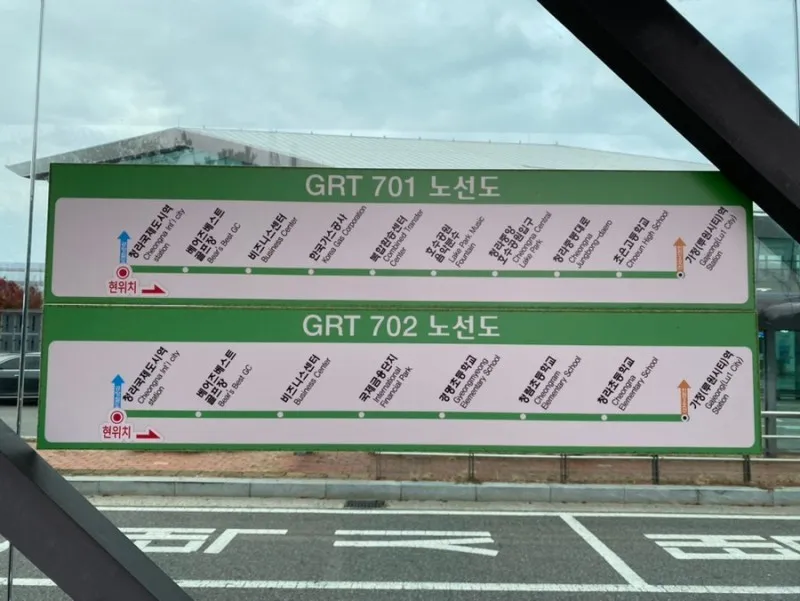 GRT 701 노선도
청라국제도시역
Cheongna Int'l city
station
베어즈베스트
골프장
Bear's Best GC
비즈니스센터
Business Center
한국가스공사
Korea Gas Corporation
복합환승센터
Combined Transfer
Center
호수공원
음악분수
Lake Park Music
Fountain
청라중앙
호수공원입구
Cheongna Central
Lake Park
청라중봉대로
Cheongna
Jungbong-daero
초은고등학교
Choeun High School
가정(루원시티)역
Gajeong(Lu1 City)
Station
현위치
GRT 702 노선도
청라국제도시역
Cheongna Int'l city
station
베어즈베스트
골프장
Bear's Best GC
비즈니스센터
Business Center
국제금융단지
International
Financial Park
경명초등학교
Gyeongmyeong
Elementary School
청람초등학교
Cheongnam
Elementary School
청라초등학교
Cheongna
Elementary School
가정(루원시티)역
Gajeong(Lu1 City)
Station
현위치